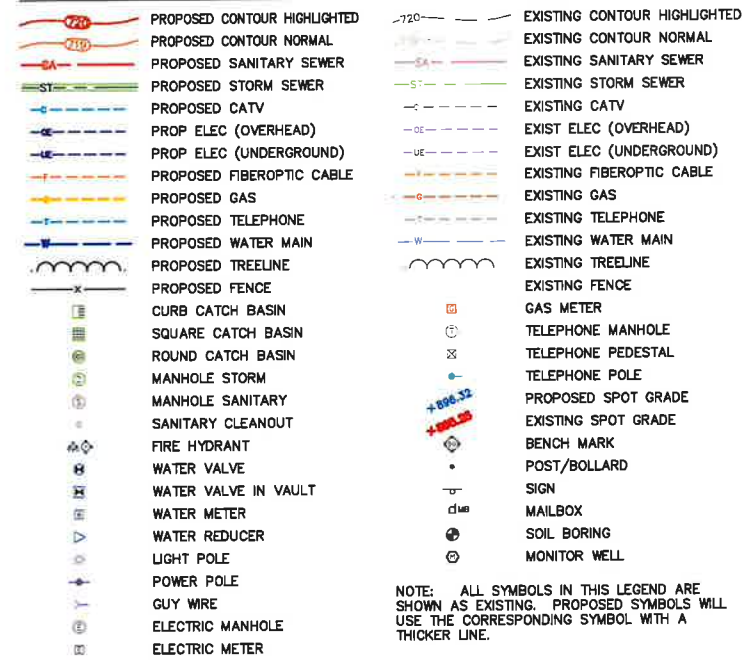 720 PROPOSED CONTOUR HIGHLIGHTED
719 PROPOSED CONTOUR NORMAL
SA PROPOSED SANITARY SEWER
ST PROPOSED STORM SEWER
C PROPOSED CATV
OE PROP ELEC (OVERHEAD)
UE PROP ELEC (UNDERGROUND)
F PROPOSED FIBEROPTIC CABLE
G PROPOSED GAS
T PROPOSED TELEPHONE
W PROPOSED WATER MAIN
PROPOSED TREELINE
X PROPOSED FENCE
CURB CATCH BASIN
SQUARE CATCH BASIN
ROUND CATCH BASIN
MANHOLE STORM
S MANHOLE SANITARY
SANITARY CLEANOUT
FIRE HYDRANT
WATER VALVE
WATER VALVE IN VAULT
WATER METER
WATER REDUCER
LIGHT POLE
POWER POLE
GUY WIRE
E ELECTRIC MANHOLE
E ELECTRIC METER
720 EXISTING CONTOUR HIGHLIGHTED
EXISTING CONTOUR NORMAL
SA EXISTING SANITARY SEWER
ST EXISTING STORM SEWER
C EXISTING CATV
OE EXIST ELEC (OVERHEAD)
UE EXIST ELEC (UNDERGROUND)
F EXISTING FIBEROPTIC CABLE
G EXISTING GAS
T EXISTING TELEPHONE
W EXISTING WATER MAIN
EXISTING TREELINE
EXISTING FENCE
G GAS METER
T TELEPHONE MANHOLE
TELEPHONE PEDESTAL
TELEPHONE POLE
+896.32 PROPOSED SPOT GRADE
EXISTING SPOT GRADE
BENCH MARK
POST/BOLLARD
SIGN
MB MAILBOX
SOIL BORING
M MONITOR WELL
NOTE: ALL SYMBOLS IN THIS LEGEND ARE
SHOWN AS EXISTING. PROPOSED SYMBOLS WILL
USE THE CORRESPONDING SYMBOL WITH A
THICKER LINE.